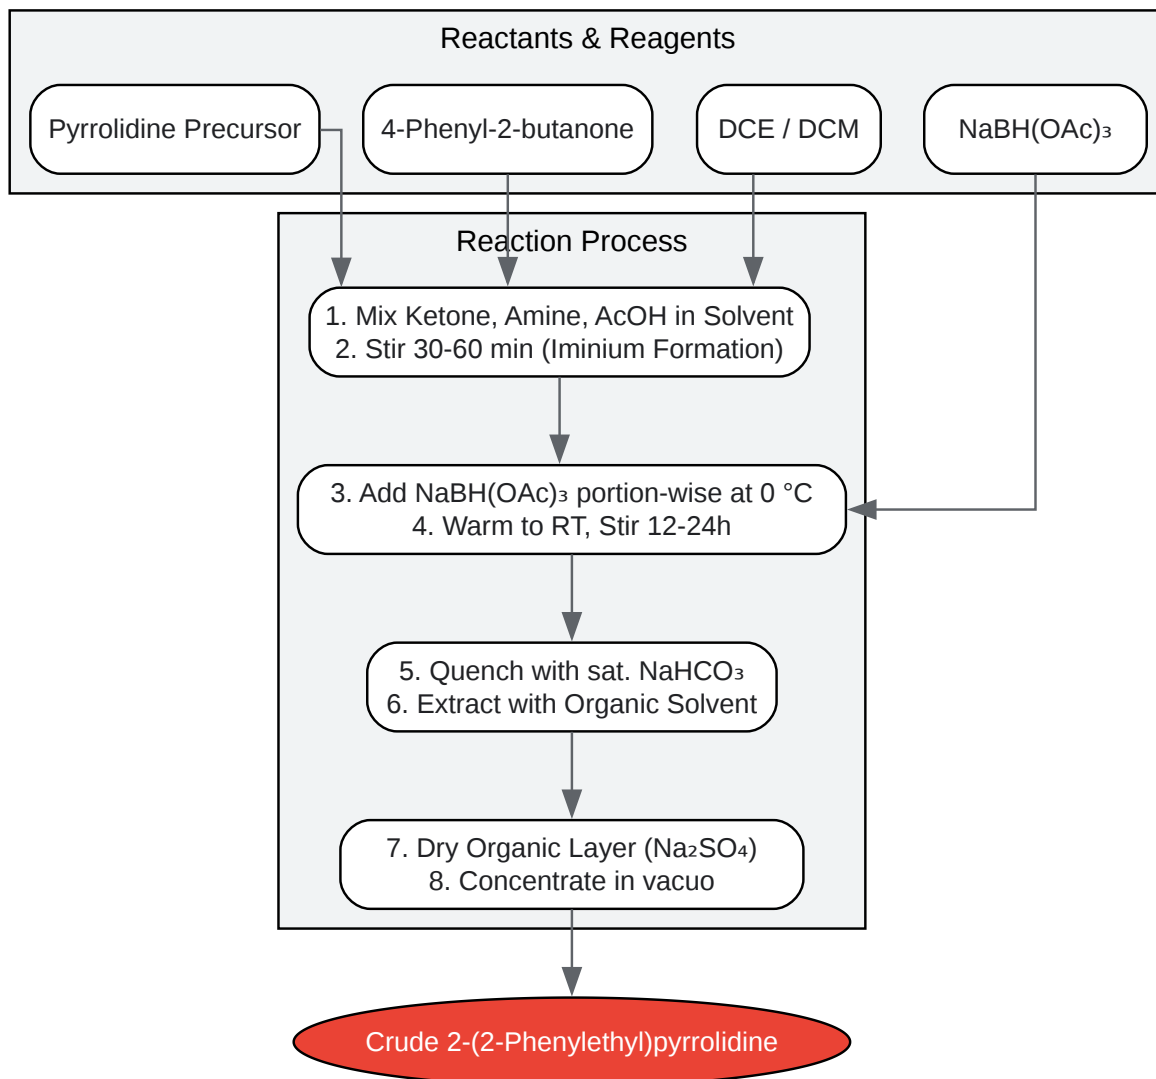 Reactants & Reagents
Pyrrolidine Precursor
4-Phenyl-2-butanone
DCE / DCM
NaBH(OAc)₃
Reaction Process
1. Mix Ketone, Amine, AcOH in Solvent
2. Stir 30-60 min (Iminium Formation)
3. Add NaBH(OAc)₃ portion-wise at 0 °C
4. Warm to RT, Stir 12-24h
5. Quench with sat. NaHCO₃
6. Extract with Organic Solvent
7. Dry Organic Layer (Na₂SO₄)
8. Concentrate in vacuo
Crude 2-(2-Phenylethyl)pyrrolidine